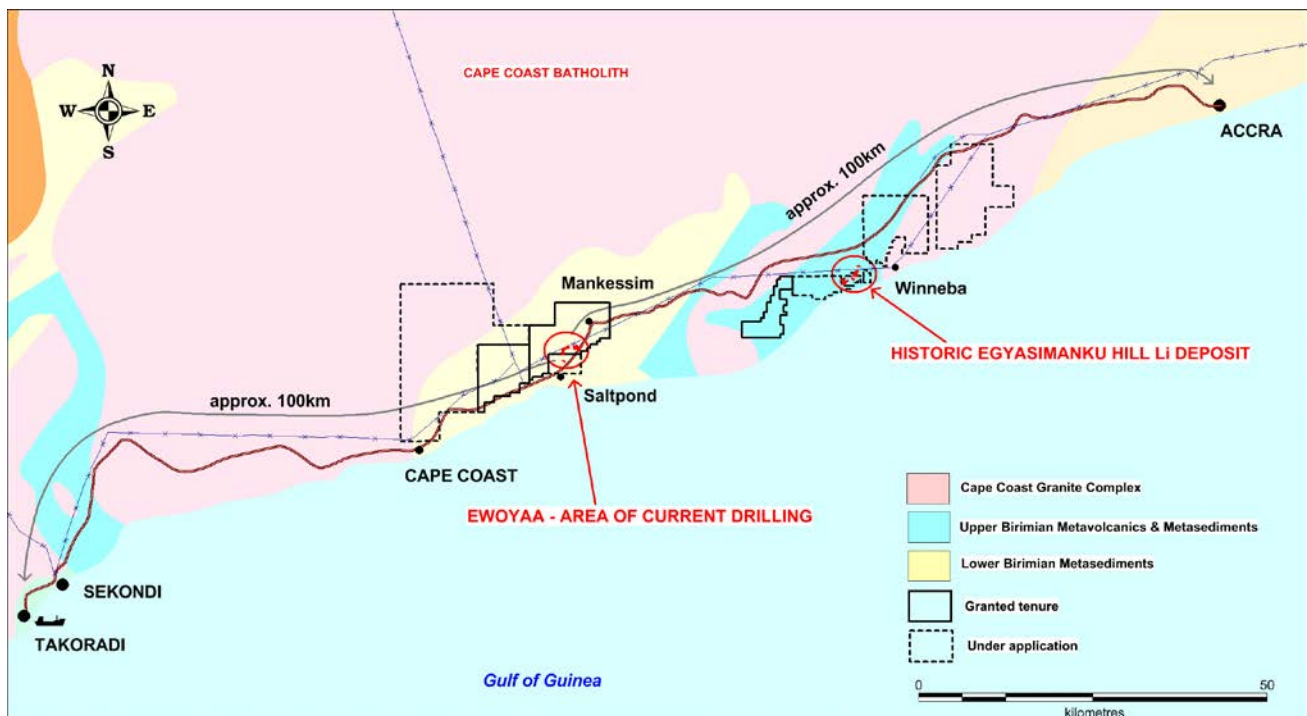 CAPE COAST BATHOLITH
N
W E
S
ACCRA
approx. 100km
Mankessim
Winneba
HISTORIC EGYASIMANKU HILL Li DEPOSIT
Saltpond
approx. 100km
CAPE COAST
EWOYAA - AREA OF CURRENT DRILLING
SEKONDI
TAKORADI
Gulf of Guinea
Cape Coast Granite Complex
Upper Birimian Metavolcanics & Metasediments
Lower Birimian Metasediments
Granted tenure
Under application
0 50
kilometres